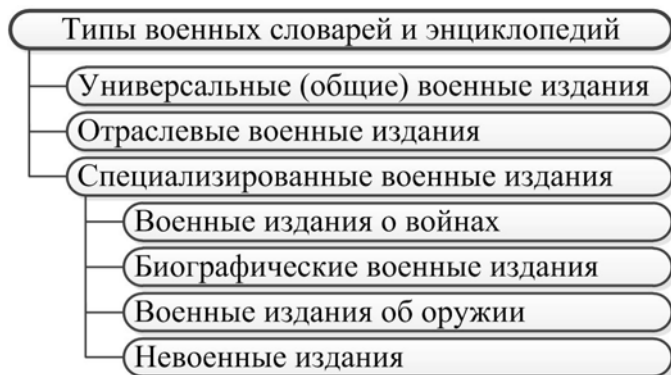 Типы военных словарей и энциклопедий
Универсальные (общие) военные издания
Отраслевые военные издания
Специализированные военные издания
Военные издания о войнах
Биографические военные издания
Военные издания об оружии
Невоенные издания